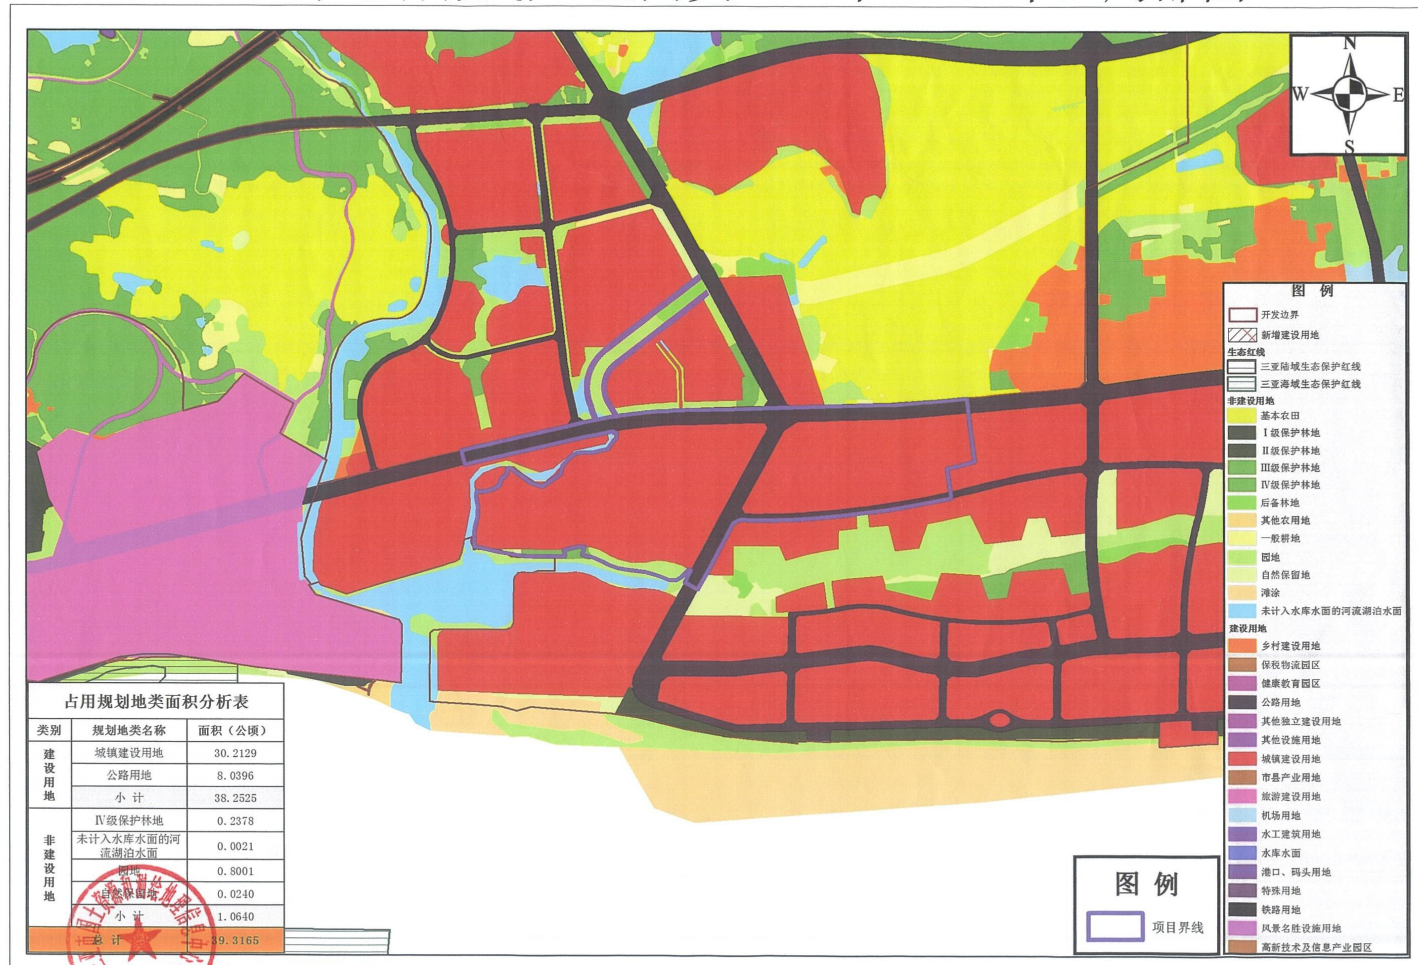 N
W
E
S
图 例
开发边界
新增建设用地
生态红线
三亚陆域生态保护红线
三亚海域生态保护红线
非建设用地
基本农田
Ⅰ级保护林地
Ⅱ级保护林地
Ⅲ级保护林地
Ⅳ级保护林地
后备林地
其他农用地
一般耕地
园地
自然保留地
滩涂
未计入水库水面的河流湖泊水面
建设用地
乡村建设用地
保税物流园区
健康教育园区
公路用地
其他独立建设用地
其他设施用地
城镇建设用地
市县产业用地
旅游建设用地
机场用地
水工建筑用地
水库水面
港口、码头用地
特殊用地
铁路用地
风景名胜设施用地
高新技术及信息产业园区
图 例
项目界线
占用规划地类面积分析表
类别 规划地类名称 面积（公顷）
建设用地 城镇建设用地 30.2129
公路用地 8.0396
小 计 38.2525
非建设用地 Ⅳ级保护林地 0.2378
未计入水库水面的河
流湖泊水面 0.0021
园地 0.8001
自然保留地 0.0240
小 计 1.0640
总 计 39.3165